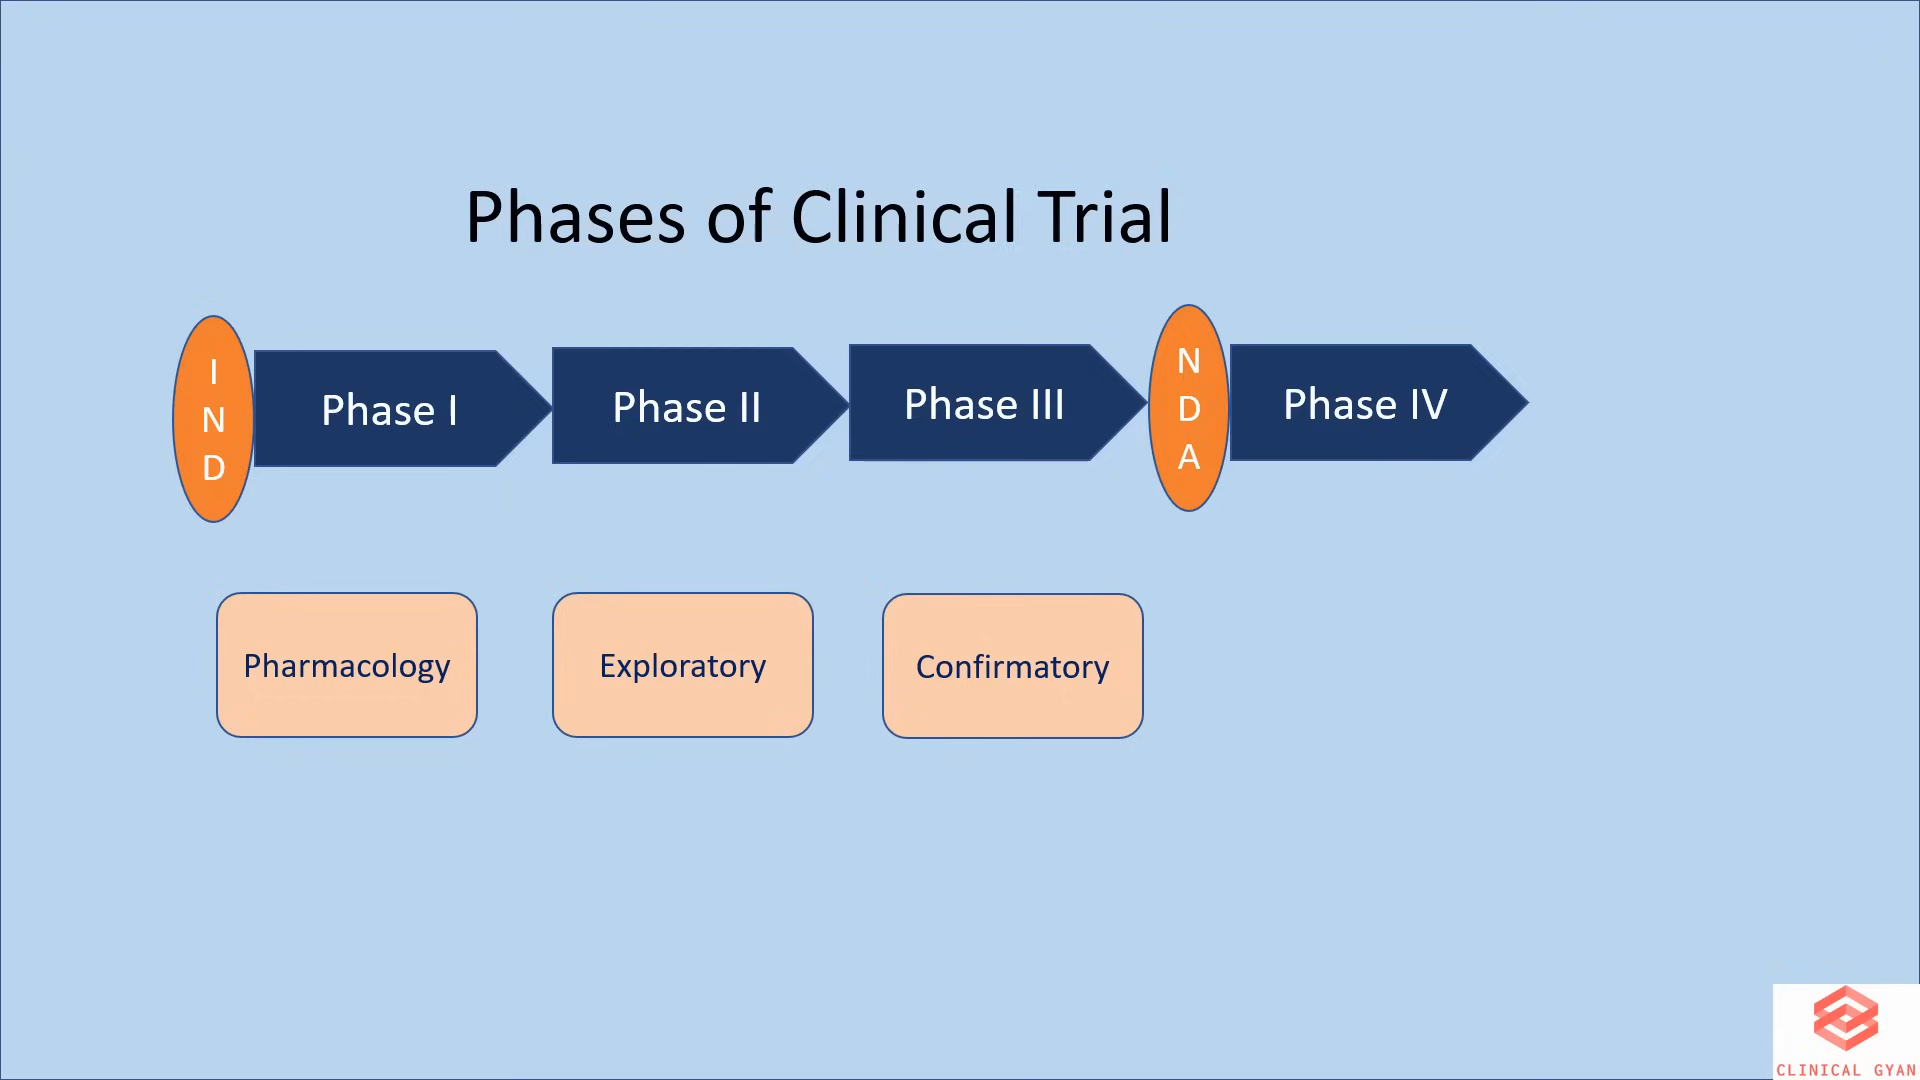 Phases of Clinical Trial
I
N
D
Phase I
Phase II
Phase III
N
D
A
Phase IV
Pharmacology
Exploratory
Confirmatory
CLINICAL GYAN